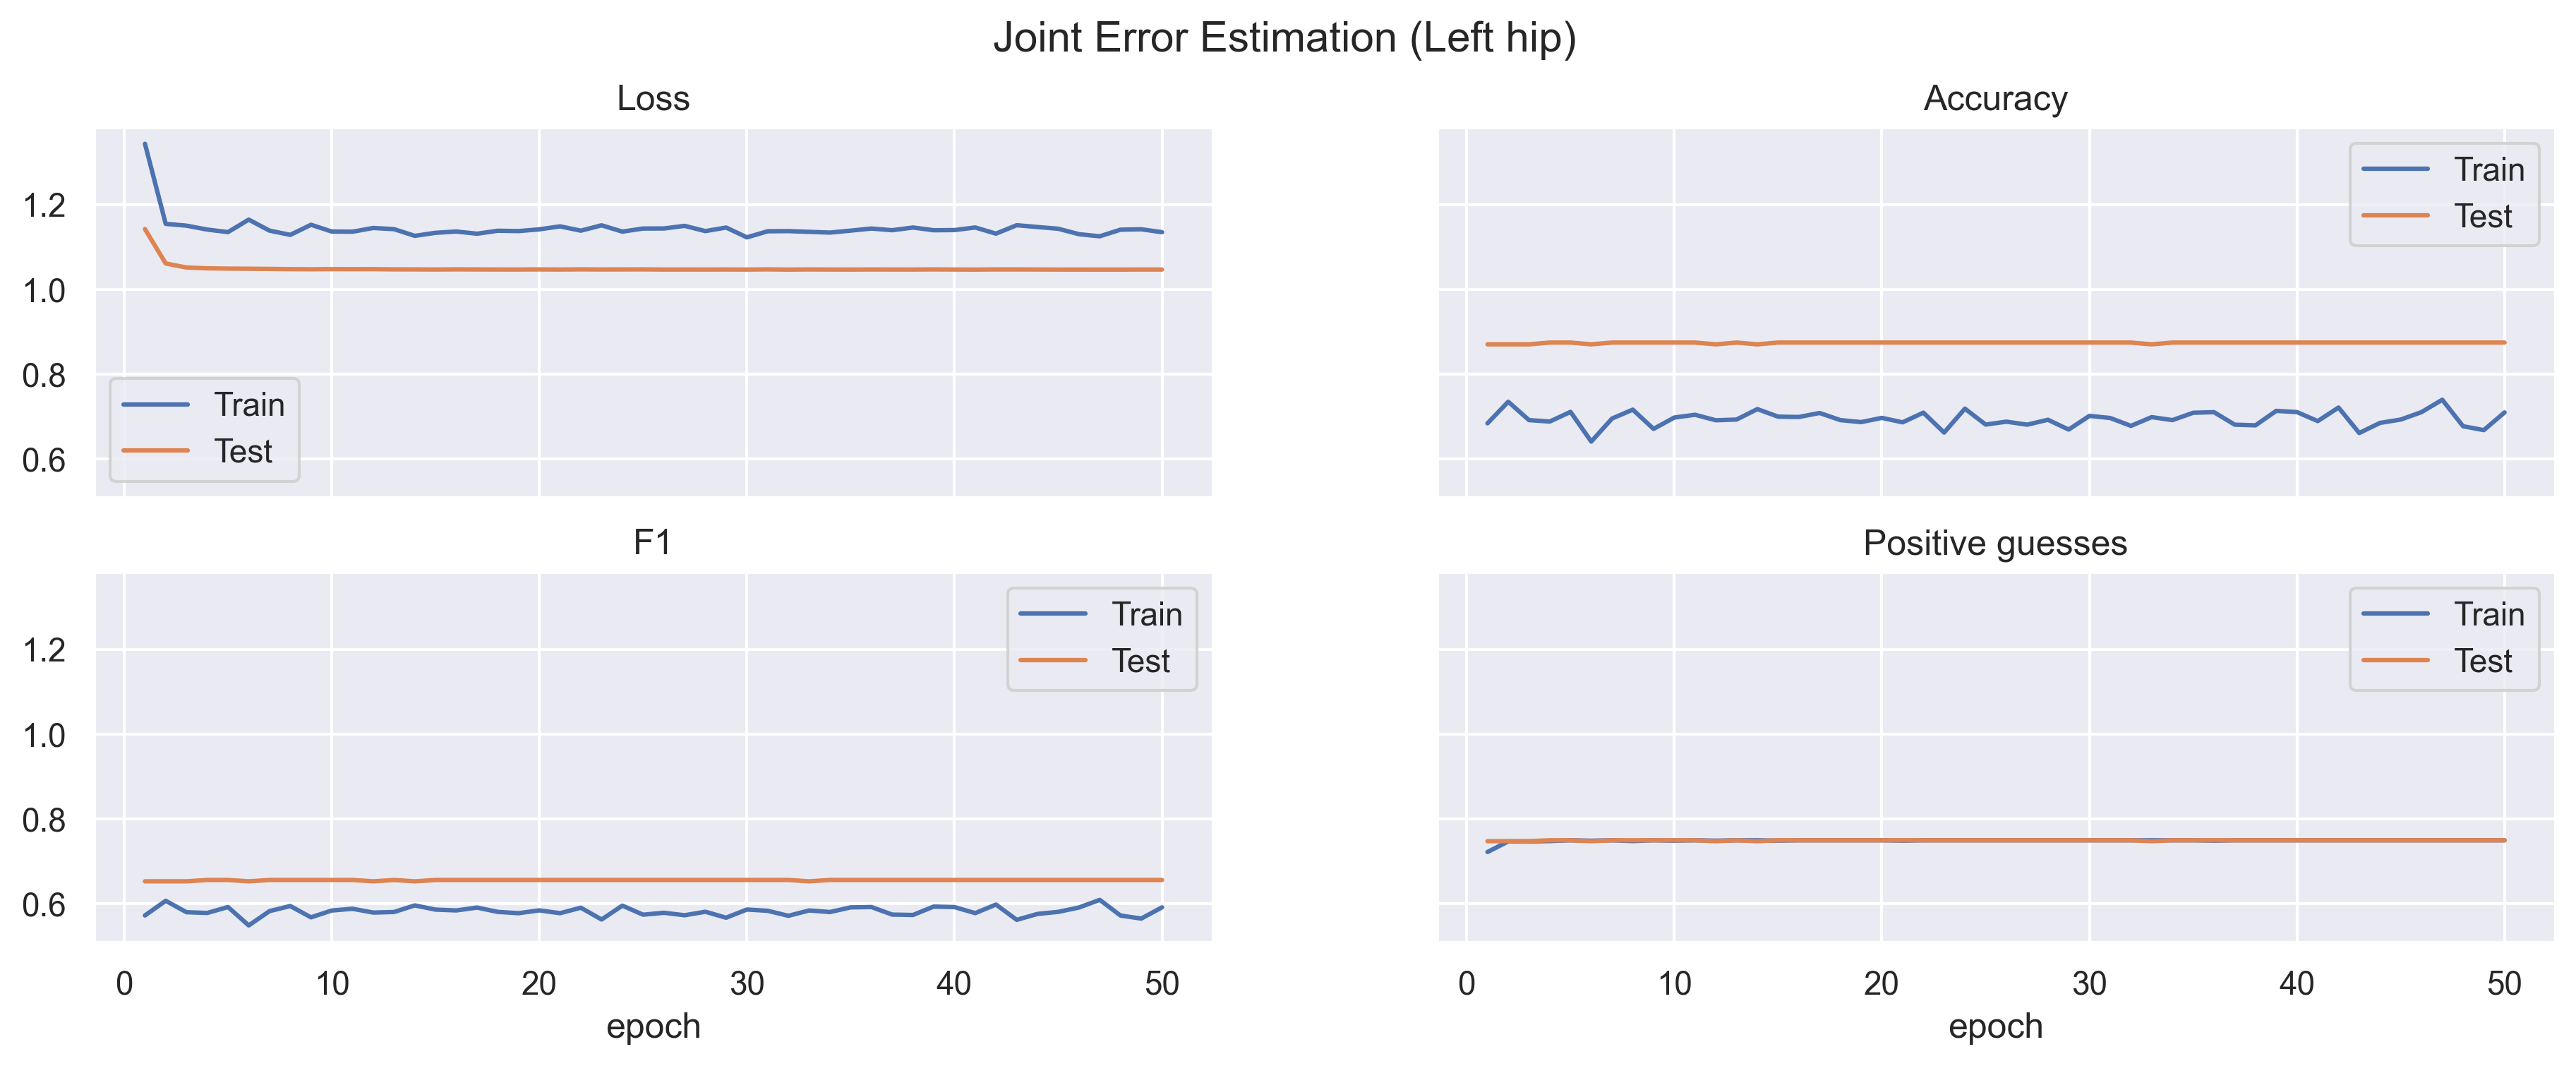 Joint Error Estimation (Left hip)
Loss
1.2
1.0
0.8
0.6
Train
Test
Accuracy
Train
Test
F1
1.2
1.0
0.8
0.6
Train
Test
0 10 20 30 40 50
epoch
Positive guesses
Train
Test
0 10 20 30 40 50
epoch